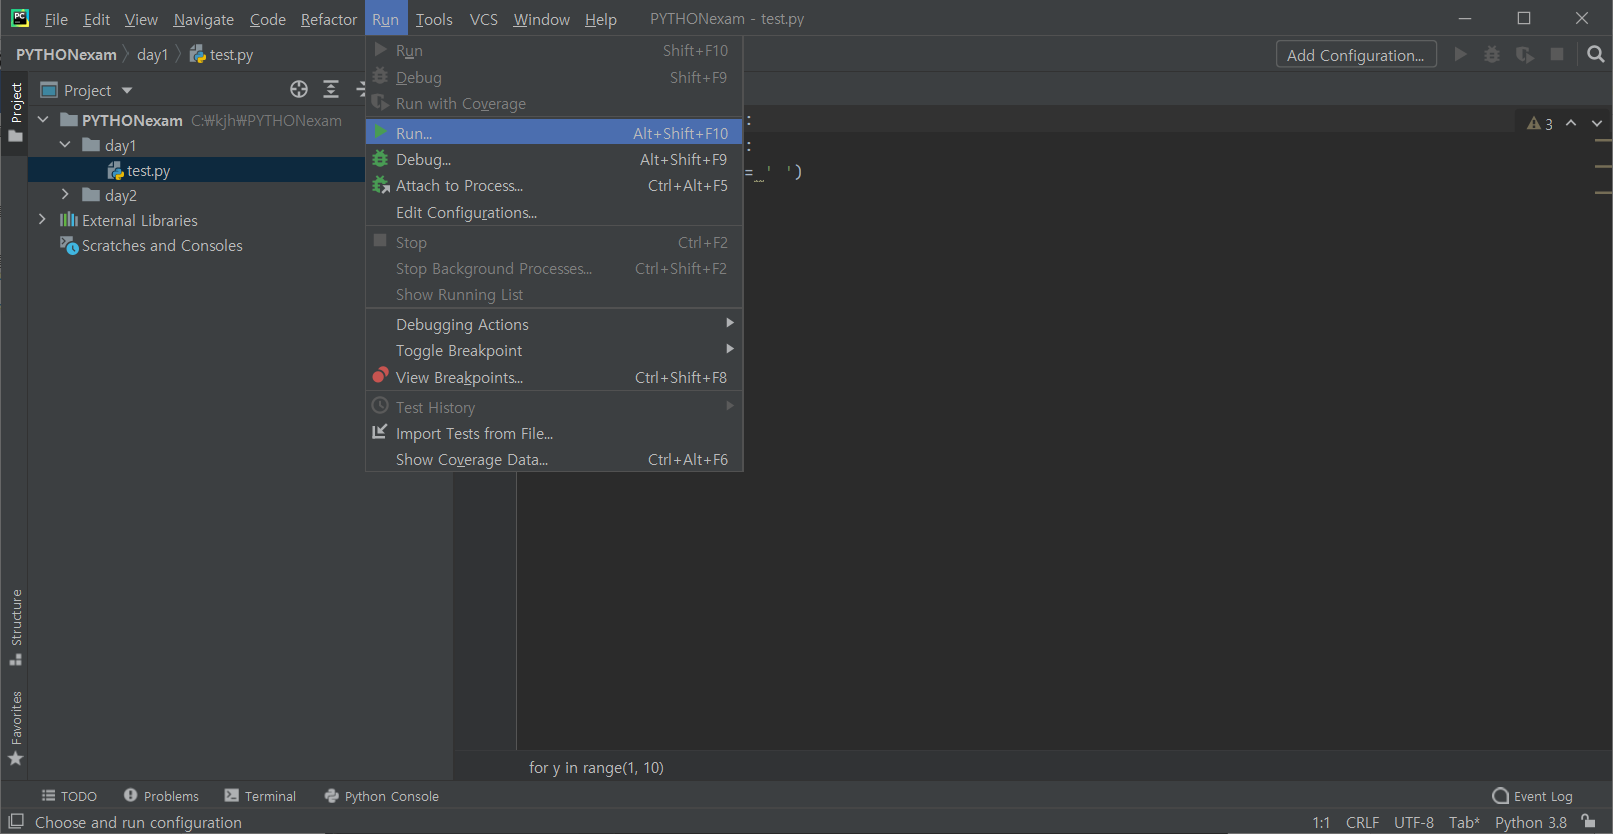 PC File Edit View Navigate Code Refactor Run Tools VCS Window Help PYTHONexam - test.py
PYTHONexam day1 test.py
Add Configuration...
Project
Project
PYTHONexam C:₩kjh₩PYTHONexam
day1
test.py
day2
External Libraries
Scratches and Consoles
Run Shift+F10
Debug Shift+F9
Run with Coverage
Run... Alt+Shift+F10
Debug... Alt+Shift+F9
Attach to Process... Ctrl+Alt+F5
Edit Configurations...
Stop Ctrl+F2
Stop Background Processes... Ctrl+Shift+F2
Show Running List
Debugging Actions
Toggle Breakpoint
View Breakpoints... Ctrl+Shift+F8
Test History
Import Tests from File...
Show Coverage Data... Ctrl+Alt+F6
:
:
= ' ')
3
Structure
Favorites
for y in range(1, 10)
TODO Problems Terminal Python Console Event Log
Choose and run configuration 1:1 CRLF UTF-8 Tab* Python 3.8